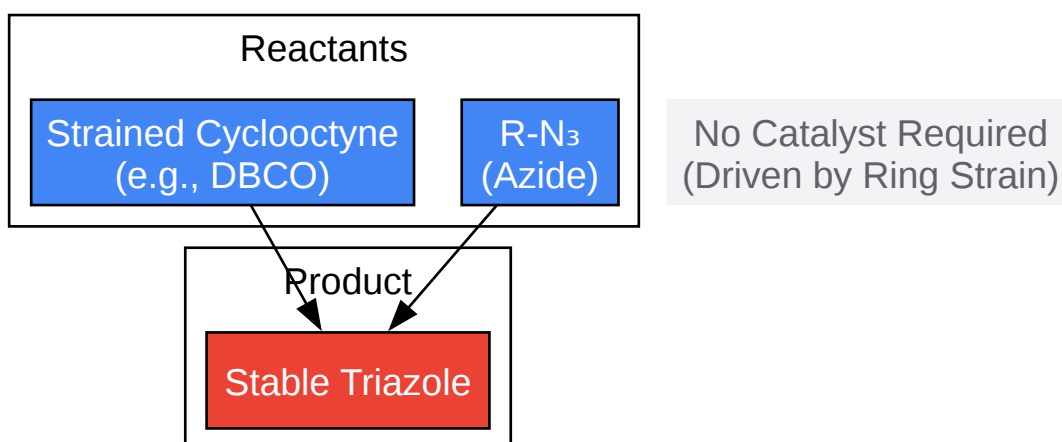 Reactants
Strained Cyclooctyne
(e.g., DBCO)
R-N₃
(Azide)
No Catalyst Required
(Driven by Ring Strain)
Product
Stable Triazole